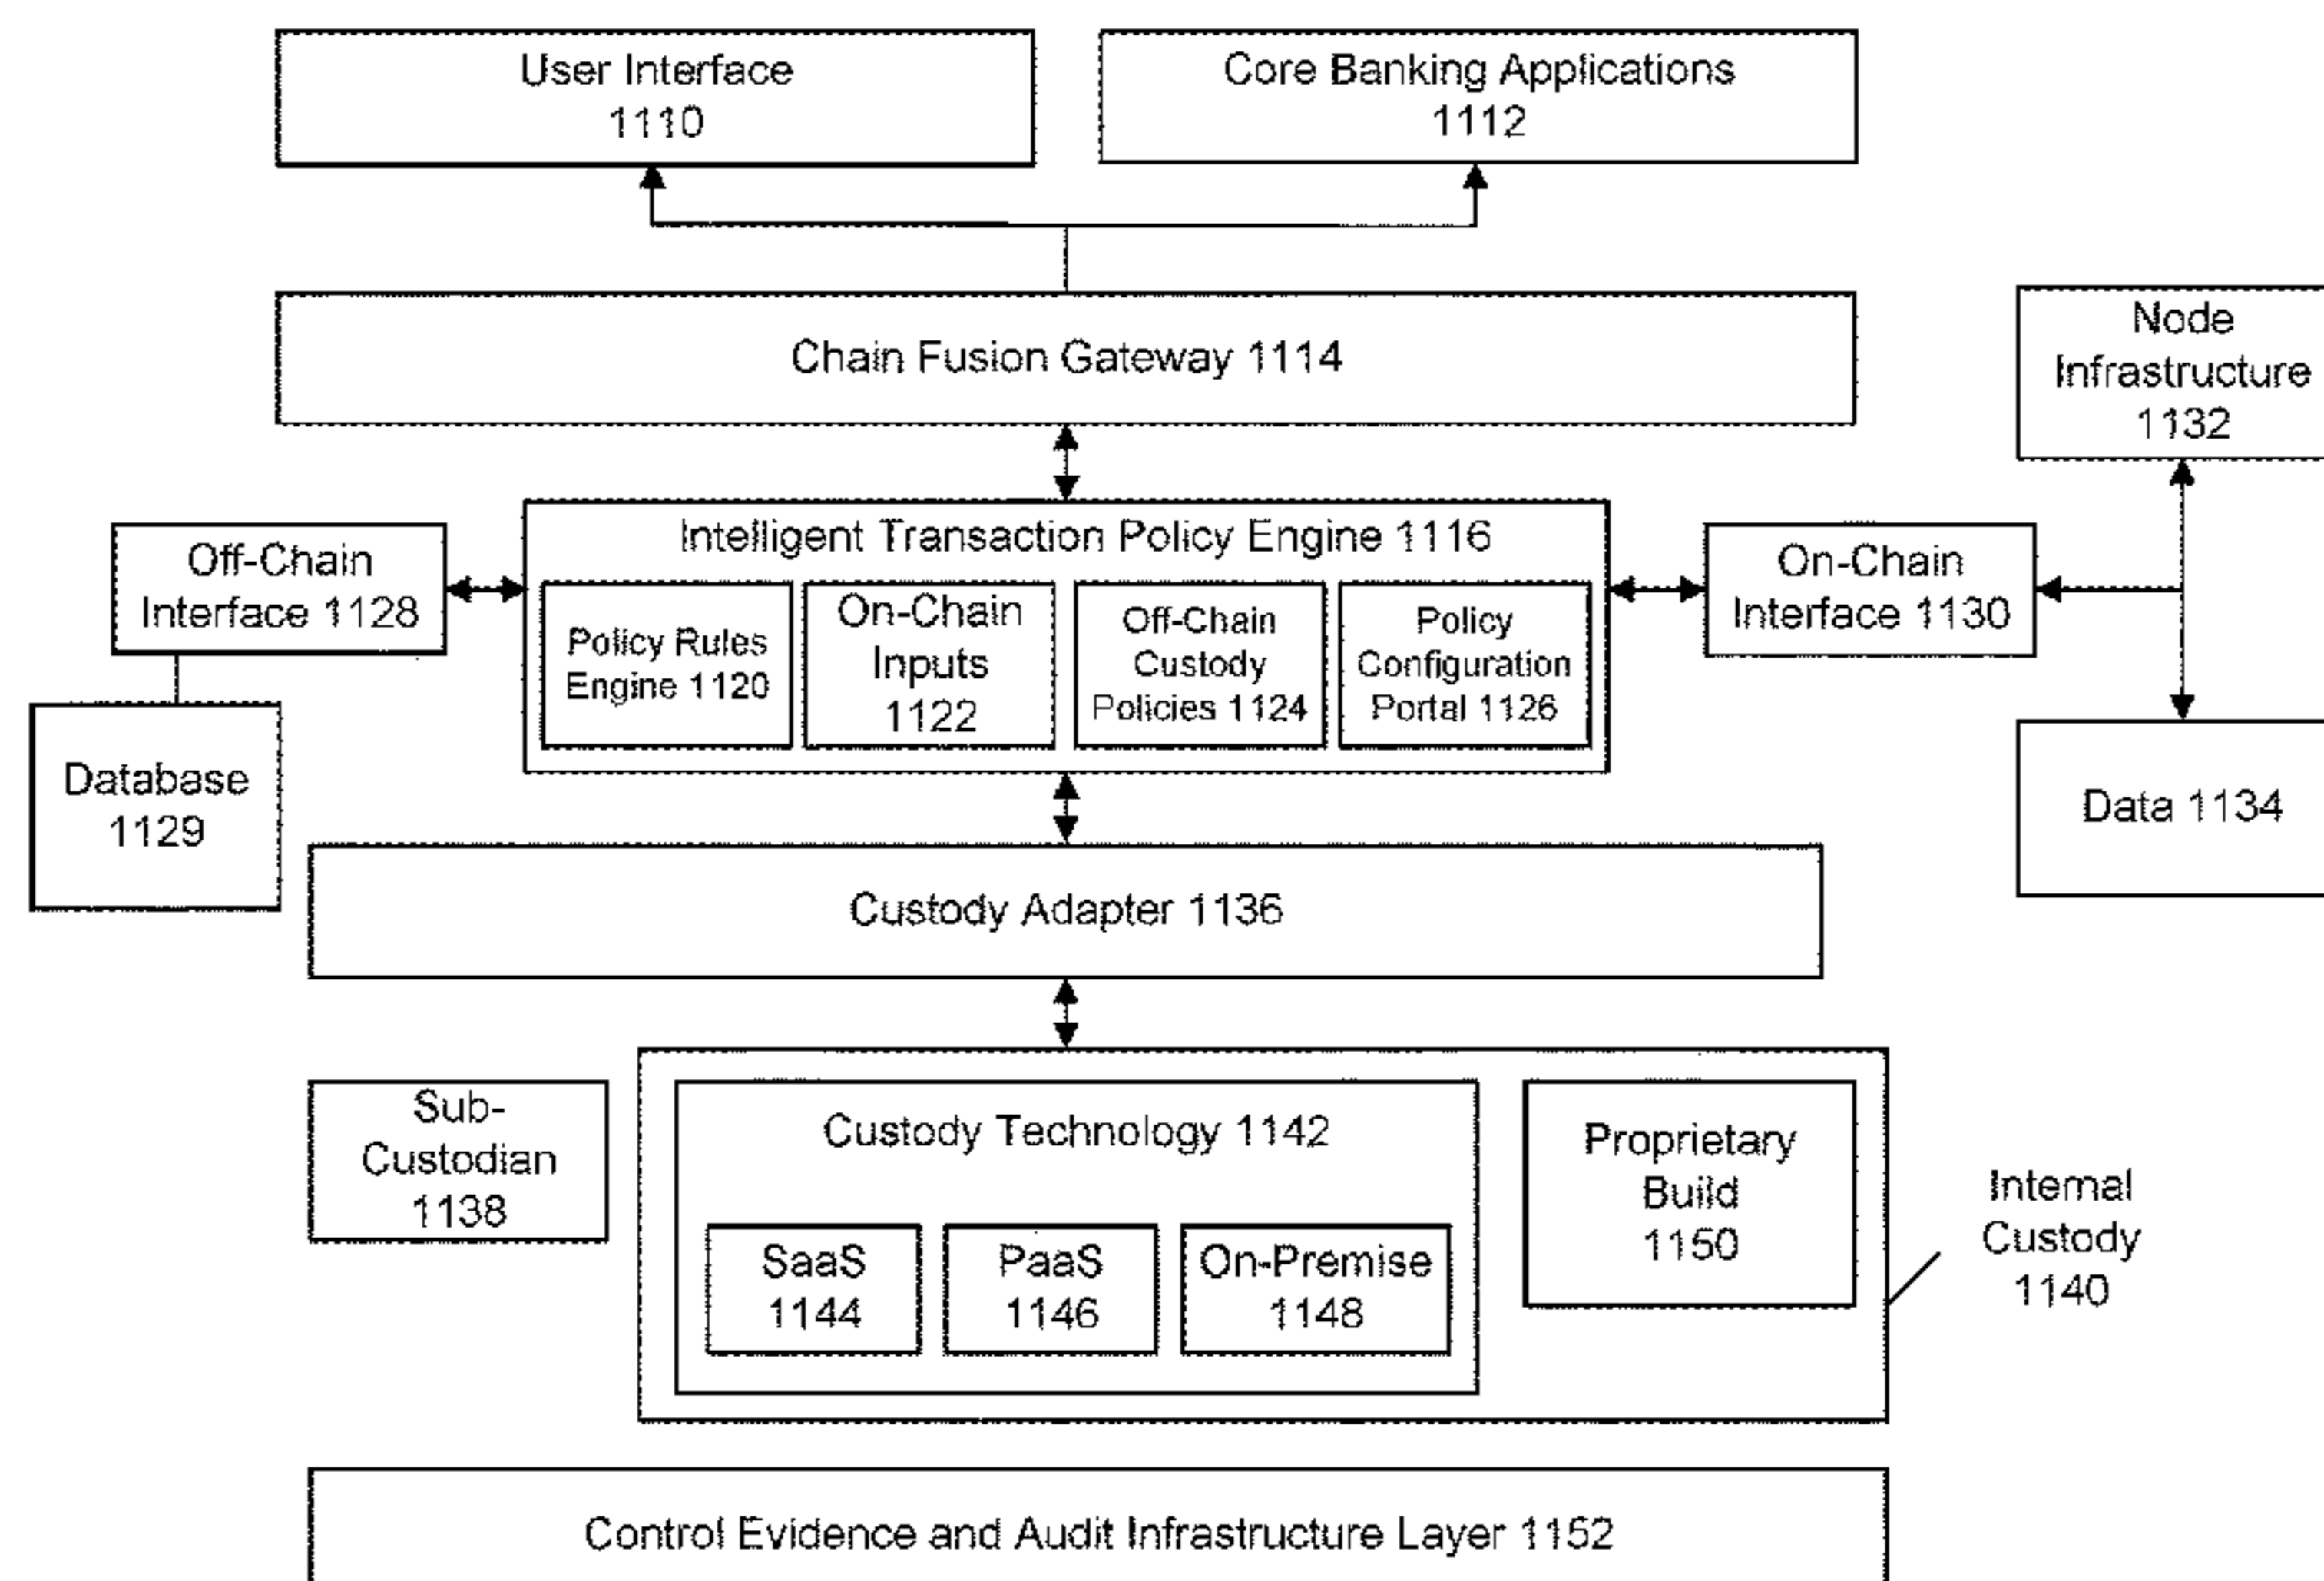 User Interface
1110
Core Banking Applications
1112
Chain Fusion Gateway 1114
Node
Infrastructure
1132
Intelligent Transaction Policy Engine 1116
Off-Chain
Interface 1128
Policy Rules
Engine 1120
On-Chain
Inputs
1122
Off-Chain
Custody
Policies 1124
Policy
Configuration
Portal 1126
On-Chain
Interface 1130
Database
1129
Data 1134
Custody Adapter 1136
Sub-
Custodian
1138
Custody Technology 1142
SaaS
1144
PaaS
1146
On-Premise
1148
Proprietary
Build
1150
Internal
Custody
1140
Control Evidence and Audit Infrastructure Layer 1152